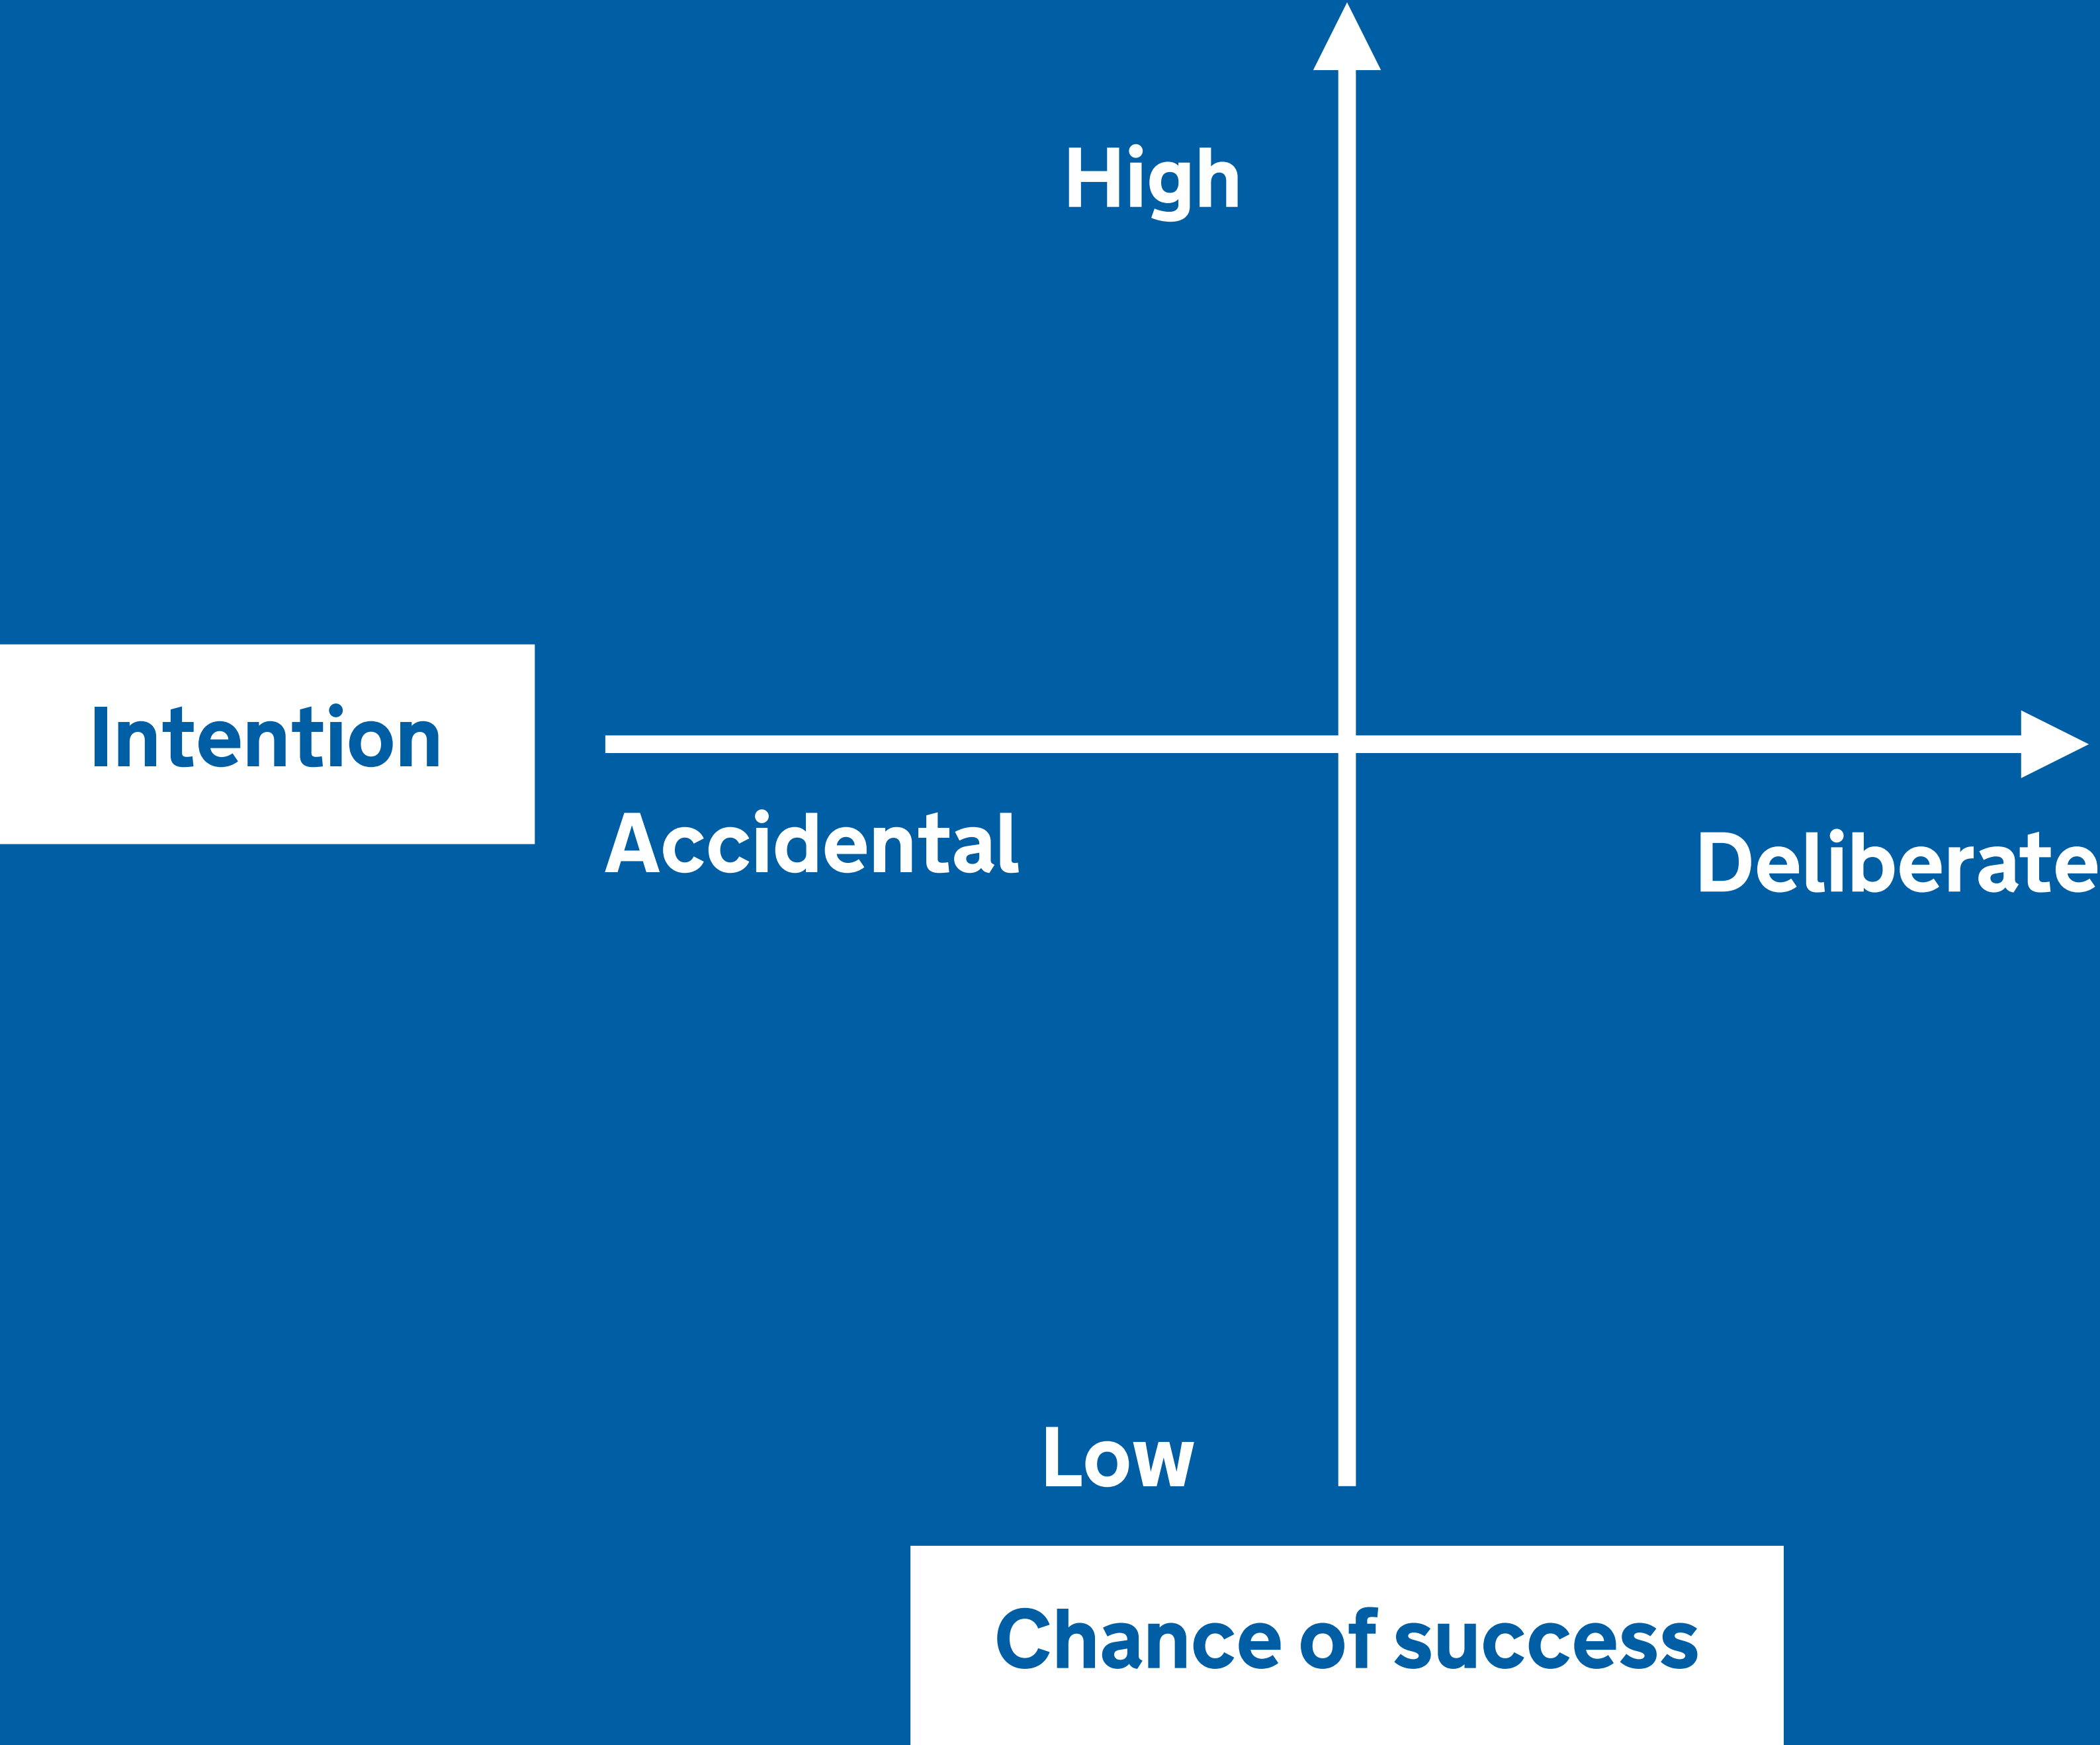 High
Intention
Accidental
Deliberate
Low
Chance of success